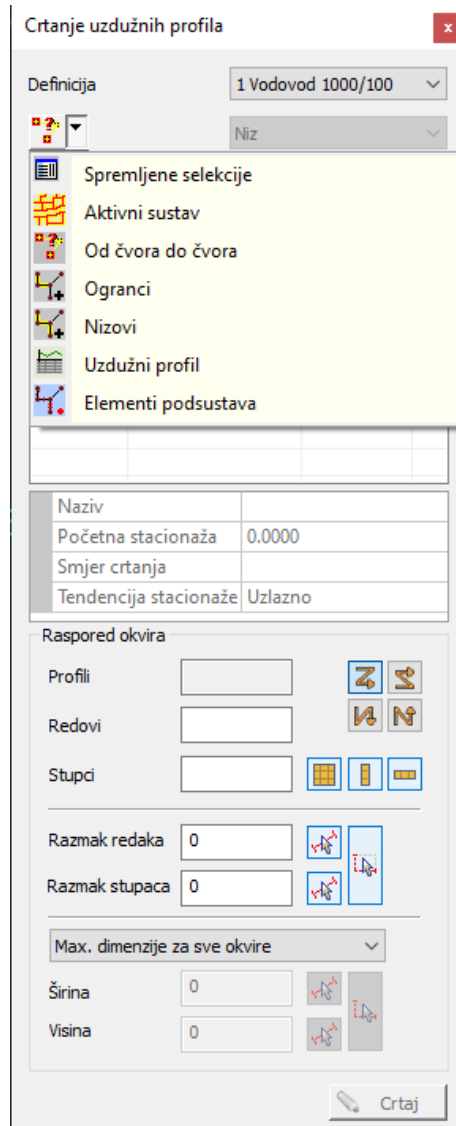 Crtanje uzdužnih profila x
Definicija 1 Vodovod 1000/100
Niz
Spremljene selekcije
Aktivni sustav
Od čvora do čvora
Ogranci
Nizovi
Uzdužni profil
Elementi podsustava
Naziv
Početna stacionaža 0.0000
Smjer crtanja
Tendencija stacionaže Uzlazno
Raspored okvira
Profili
Redovi
Stupci
Razmak redaka 0
Razmak stupaca 0
Max. dimenzije za sve okvire
Širina 0
Visina 0
Crtaj